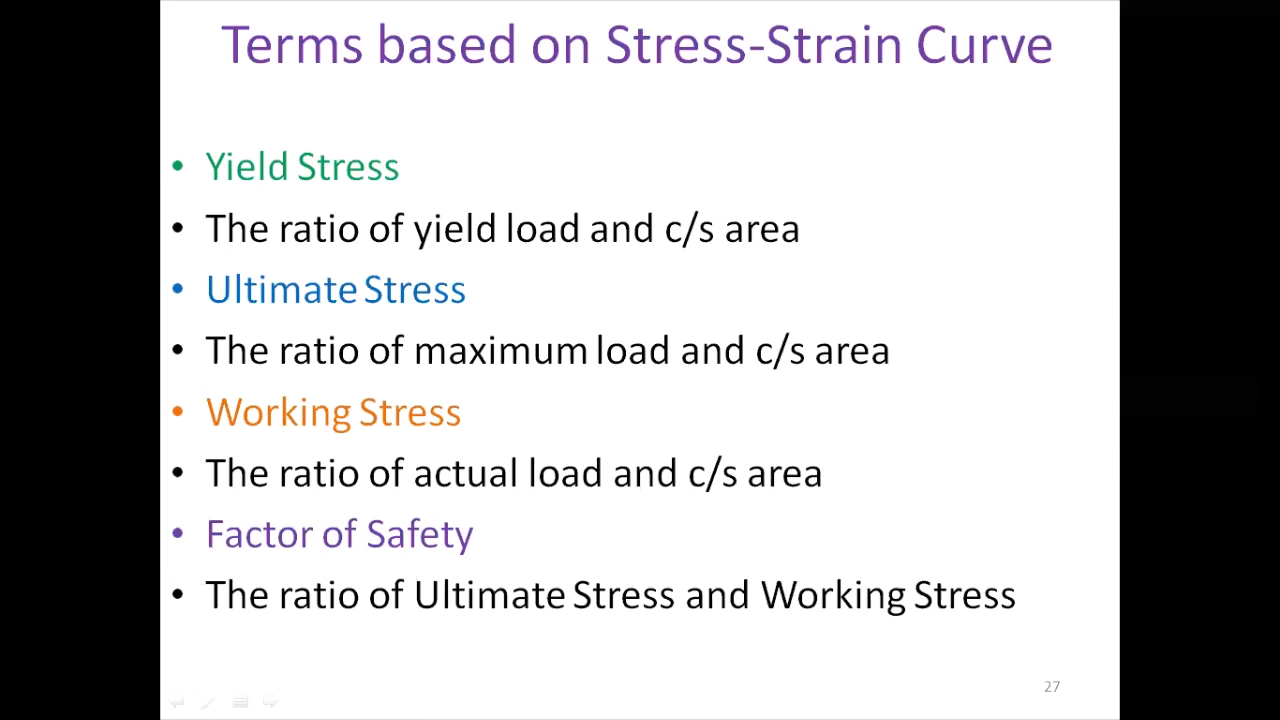 Terms based on Stress-Strain Curve
• Yield Stress
• The ratio of yield load and c/s area
• Ultimate Stress
• The ratio of maximum load and c/s area
• Working Stress
• The ratio of actual load and c/s area
• Factor of Safety
• The ratio of Ultimate Stress and Working Stress
27